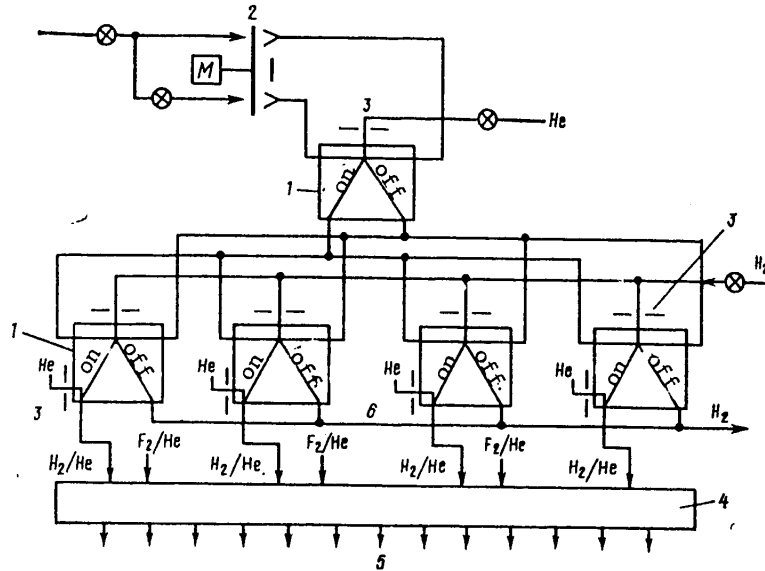 2
M
3
He
on off
1
3
H₂
1
on off
on off
on off
on off
He
He
He
He
3
6
H₂
H₂/He
F₂/He
H₂/He
F₂/He
H₂/He
F₂/He
H₂/He
4
5